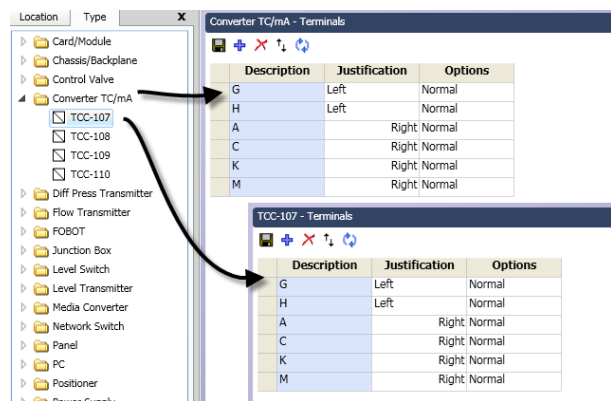 Location Type X
Card/Module
Chassis/Backplane
Control Valve
Converter TC/mA
TCC-107
TCC-108
TCC-109
TCC-110
Diff Press Transmitter
Flow Transmitter
FOBOT
Junction Box
Level Switch
Level Transmitter
Media Converter
Network Switch
Panel
PC
Positioner
Power Supply
Converter TC/mA - Terminals
Description Justification Options
G Left Normal
H Left Normal
A Right Normal
C Right Normal
K Right Normal
M Right Normal
TCC-107 - Terminals
Description Justification Options
G Left Normal
H Left Normal
A Right Normal
C Right Normal
K Right Normal
M Right Normal